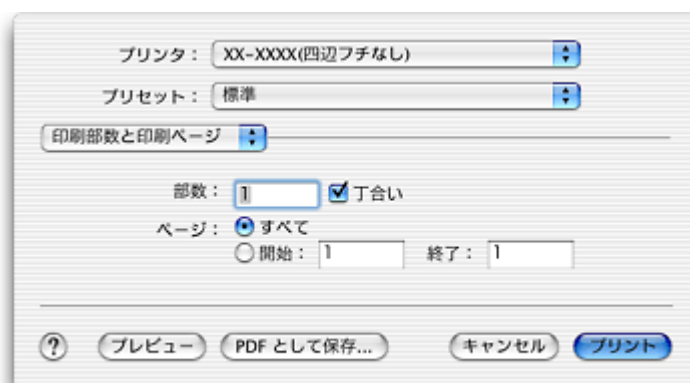 プリンタ： XX-XXXX(四辺フチなし)
プリセット： 標準
印刷部数と印刷ページ
部数： 1 丁合い
ページ： すべて
開始： 1 終了： 1
? プレビュー PDF として保存... キャンセル プリント